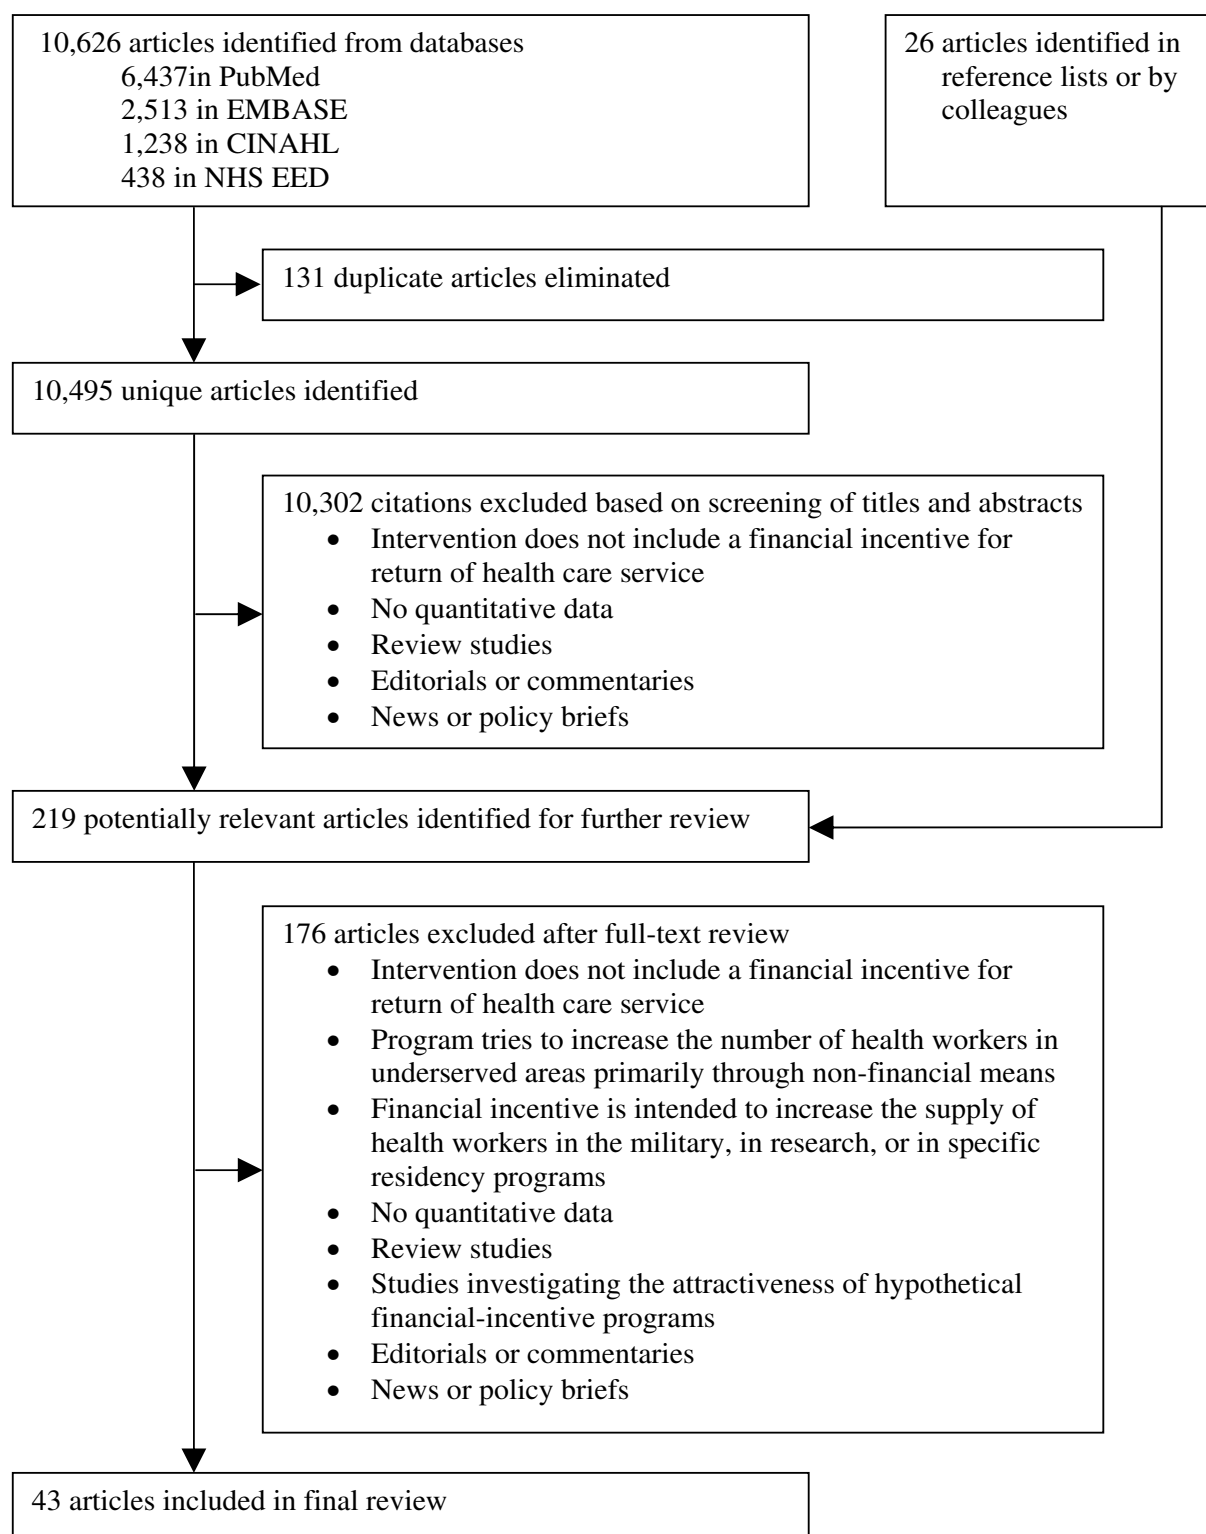 10,626 articles identified from databases
6,437in PubMed
2,513 in EMBASE
1,238 in CINAHL
438 in NHS EED
26 articles identified in
reference lists or by
colleagues
131 duplicate articles eliminated
10,495 unique articles identified
10,302 citations excluded based on screening of titles and abstracts
• Intervention does not include a financial incentive for
return of health care service
• No quantitative data
• Review studies
• Editorials or commentaries
• News or policy briefs
219 potentially relevant articles identified for further review
176 articles excluded after full-text review
• Intervention does not include a financial incentive for
return of health care service
• Program tries to increase the number of health workers in
underserved areas primarily through non-financial means
• Financial incentive is intended to increase the supply of
health workers in the military, in research, or in specific
residency programs
• No quantitative data
• Review studies
• Studies investigating the attractiveness of hypothetical
financial-incentive programs
• Editorials or commentaries
• News or policy briefs
43 articles included in final review